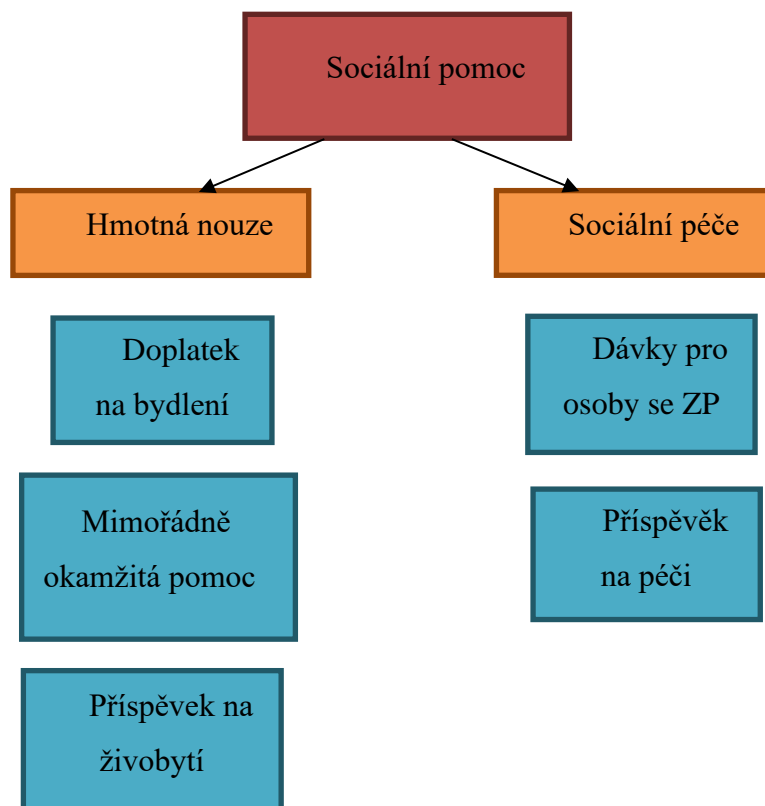 Sociální pomoc
Hmotná nouze
Sociální péče
Doplatek
na bydlení
Dávky pro
osoby se ZP
Mimořádně
okamžitá pomoc
Příspěvěk
na péči
Příspěvek na
živobytí